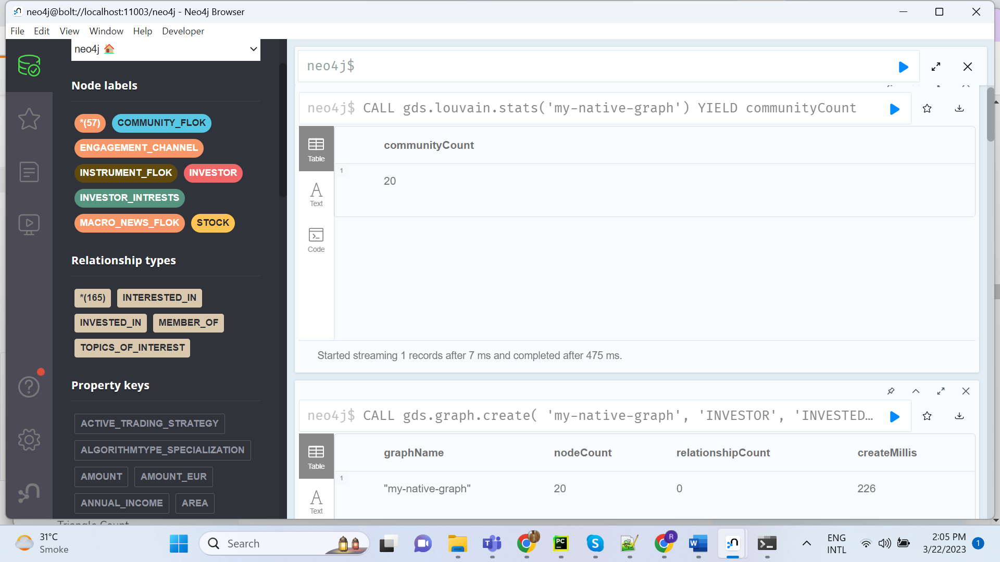 neo4j@bolt://localhost:11003/neo4j - Neo4j Browser
File Edit View Window Help Developer
neo4j
Node labels
*(57) COMMUNITY_FLOK
ENGAGEMENT_CHANNEL
INSTRUMENT_FLOK INVESTOR
INVESTOR_INTRESTS
MACRO_NEWS_FLOK STOCK
Relationship types
*(165) INTERESTED_IN
INVESTED_IN MEMBER_OF
TOPICS_OF_INTEREST
Property keys
ACTIVE_TRADING_STRATEGY
ALGORITHMTYPE_SPECIALIZATION
AMOUNT AMOUNT_EUR
ANNUAL_INCOME AREA
neo4j$
neo4j$ CALL gds.louvain.stats('my-native-graph') YIELD communityCount
Table
Text
Code
communityCount
1
20
Started streaming 1 records after 7 ms and completed after 475 ms.
neo4j$ CALL gds.graph.create( 'my-native-graph', 'INVESTOR', 'INVESTED…
Table
Text
graphName nodeCount relationshipCount createMillis
1
"my-native-graph" 20 0 226
Triangle Count
31°C
Smoke
Search
T
PC
S
R
W
ENG
INTL
2:05 PM
3/22/2023
1